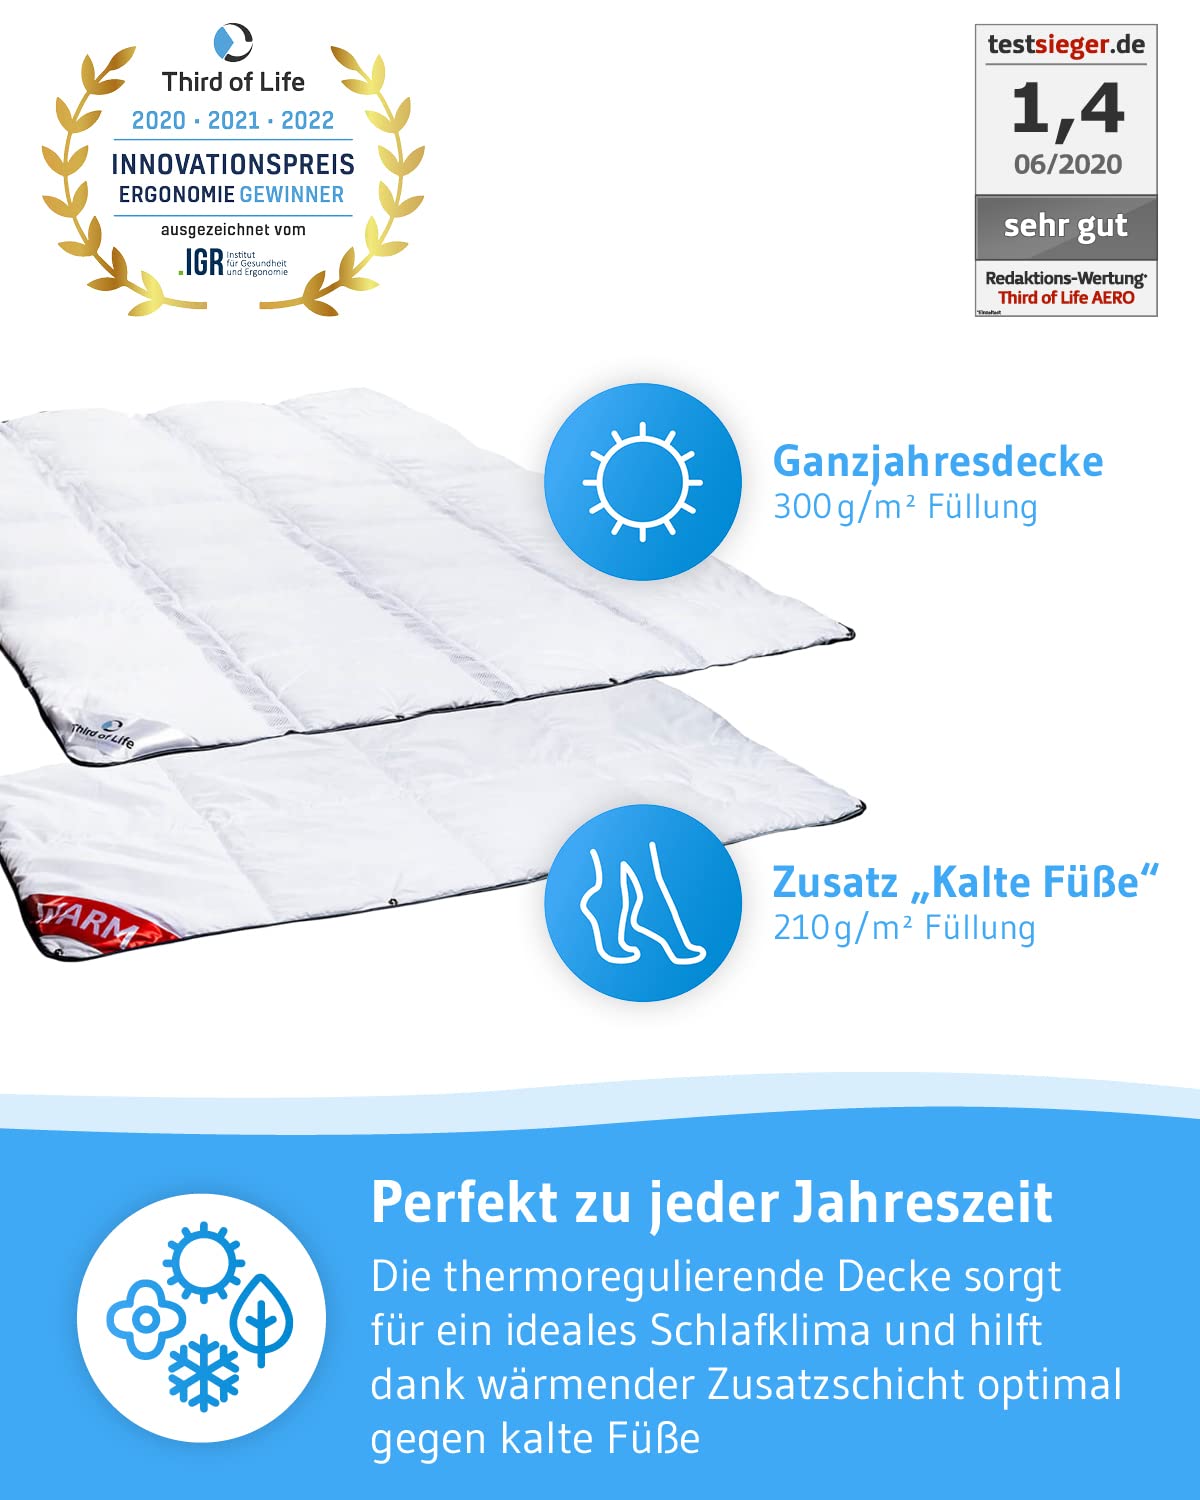 Third of Life
2020 · 2021 · 2022
INNOVATIONSPREIS
ERGONOMIE GEWINNER
ausgezeichnet vom
.IGR Institut
für Gesundheit
und Ergonomie
testsieger.de
1,4
06/2020
sehr gut
Redaktions-Wertung*
Third of Life AERO
*Einzeltest
Ganzjahresdecke
300 g/m² Füllung
Third of Life
Zusatz „Kalte Füße“
210 g/m² Füllung
WARM
Perfekt zu jeder Jahreszeit
Die thermoregulierende Decke sorgt
für ein ideales Schlafklima und hilft
dank wärmender Zusatzschicht optimal
gegen kalte Füße